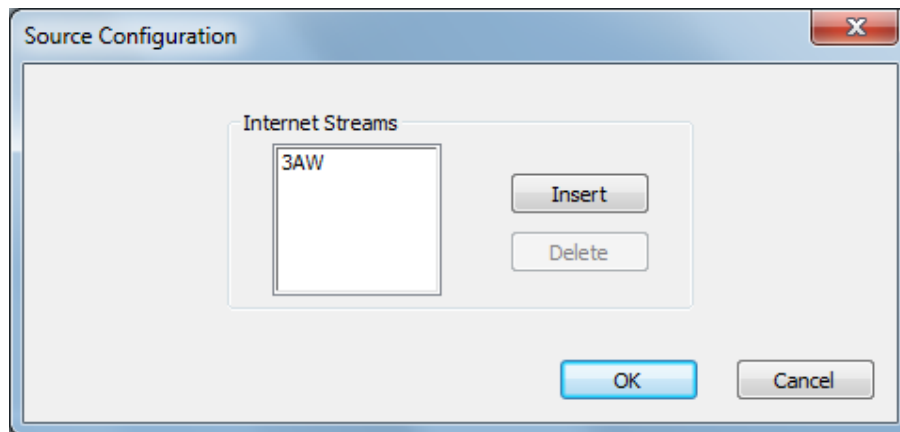 Source Configuration
Internet Streams
3AW
Insert
Delete
OK
Cancel